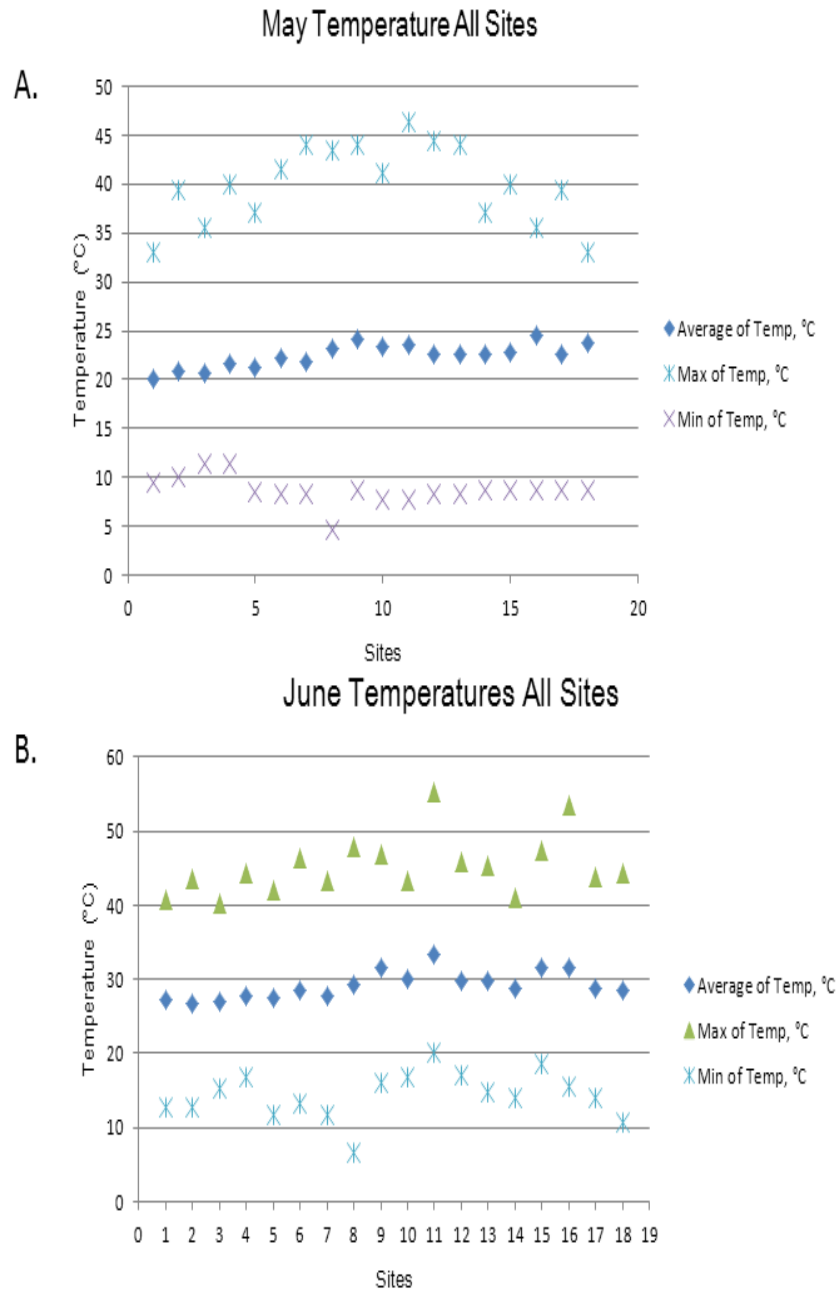 May Temperature All Sites
A.
50
45
40
35
30
25
20
15
10
5
0
Temperature (°C)
0 5 10 15 20
Sites
Average of Temp, °C
Max of Temp, °C
Min of Temp, °C
June Temperatures All Sites
B.
60
50
40
30
20
10
0
Temperature (°C)
0 1 2 3 4 5 6 7 8 9 10 11 12 13 14 15 16 17 18 19
Sites
Average of Temp, °C
Max of Temp, °C
Min of Temp, °C